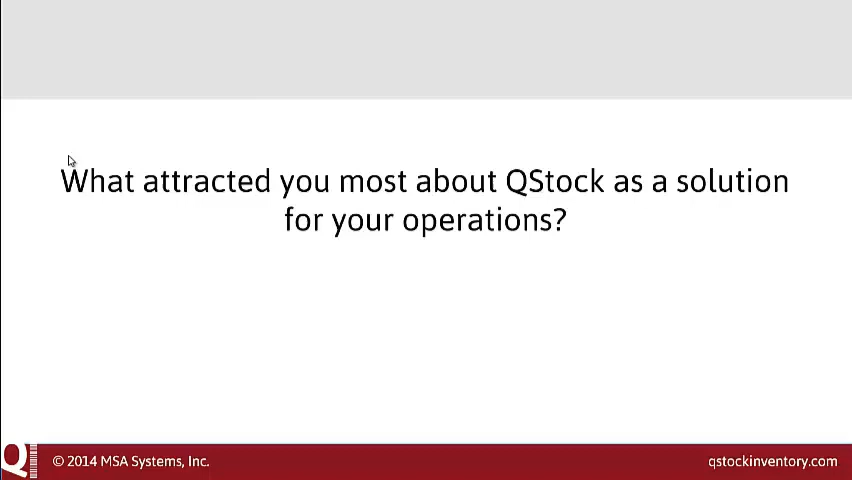 What attracted you most about QStock as a solution
for your operations?
Q
© 2014 MSA Systems, Inc.
qstockinventory.com